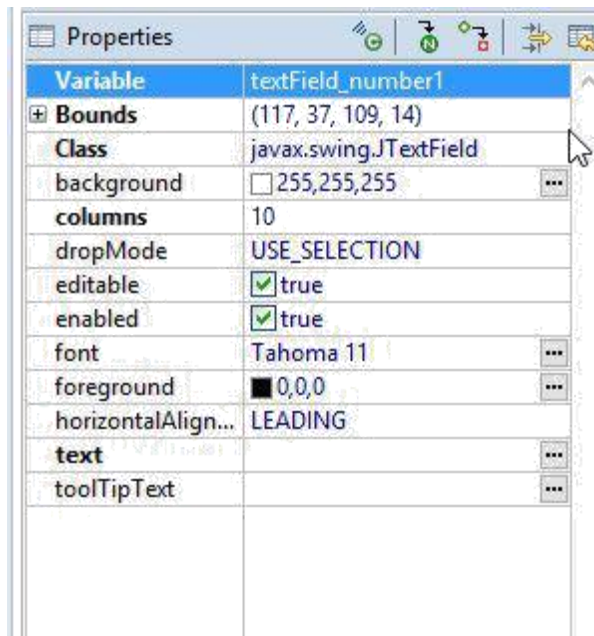 Properties
Variable textField_number1
Bounds (117, 37, 109, 14)
Class javax.swing.JTextField
background 255,255,255 ...
columns 10
dropMode USE_SELECTION
editable true
enabled true
font Tahoma 11 ...
foreground 0,0,0 ...
horizontalAlign... LEADING
text ...
toolTipText ...